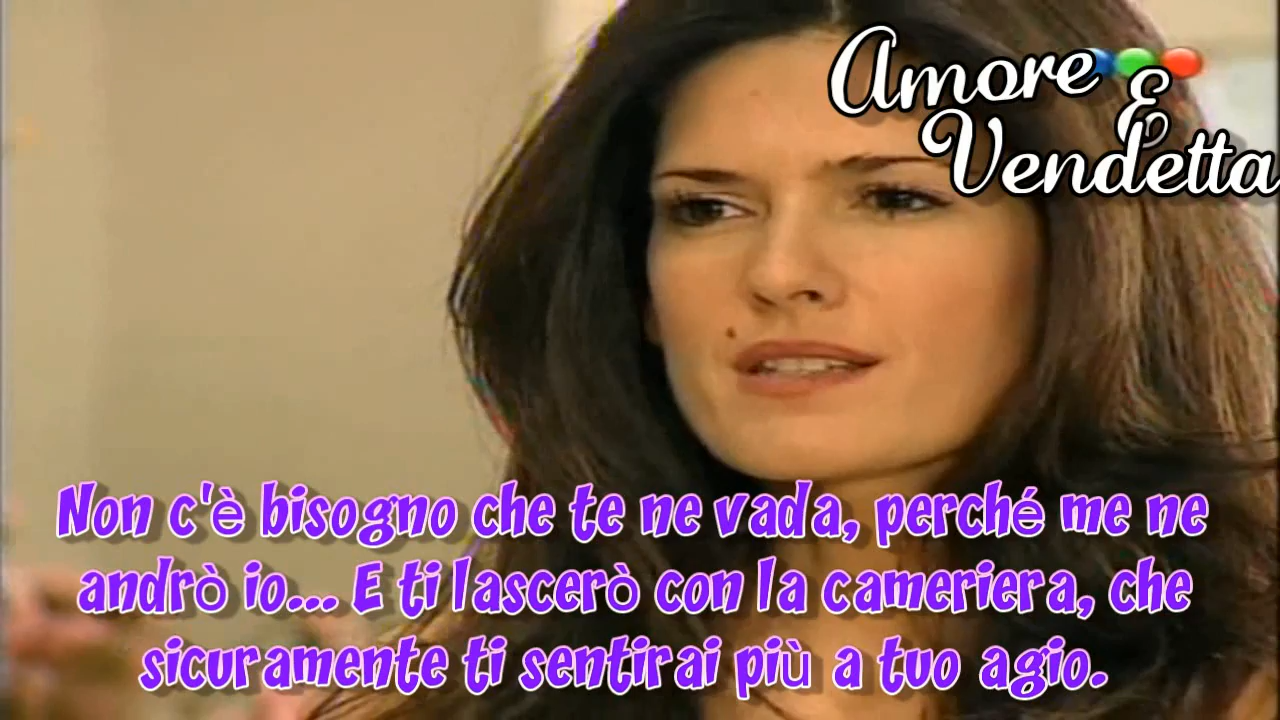 Amore
E
Vendetta
Non c'è bisogno che te ne vada, perché me ne
andrò io... E ti lascerò con la cameriera, che
sicuramente ti sentirai più a tuo agio.